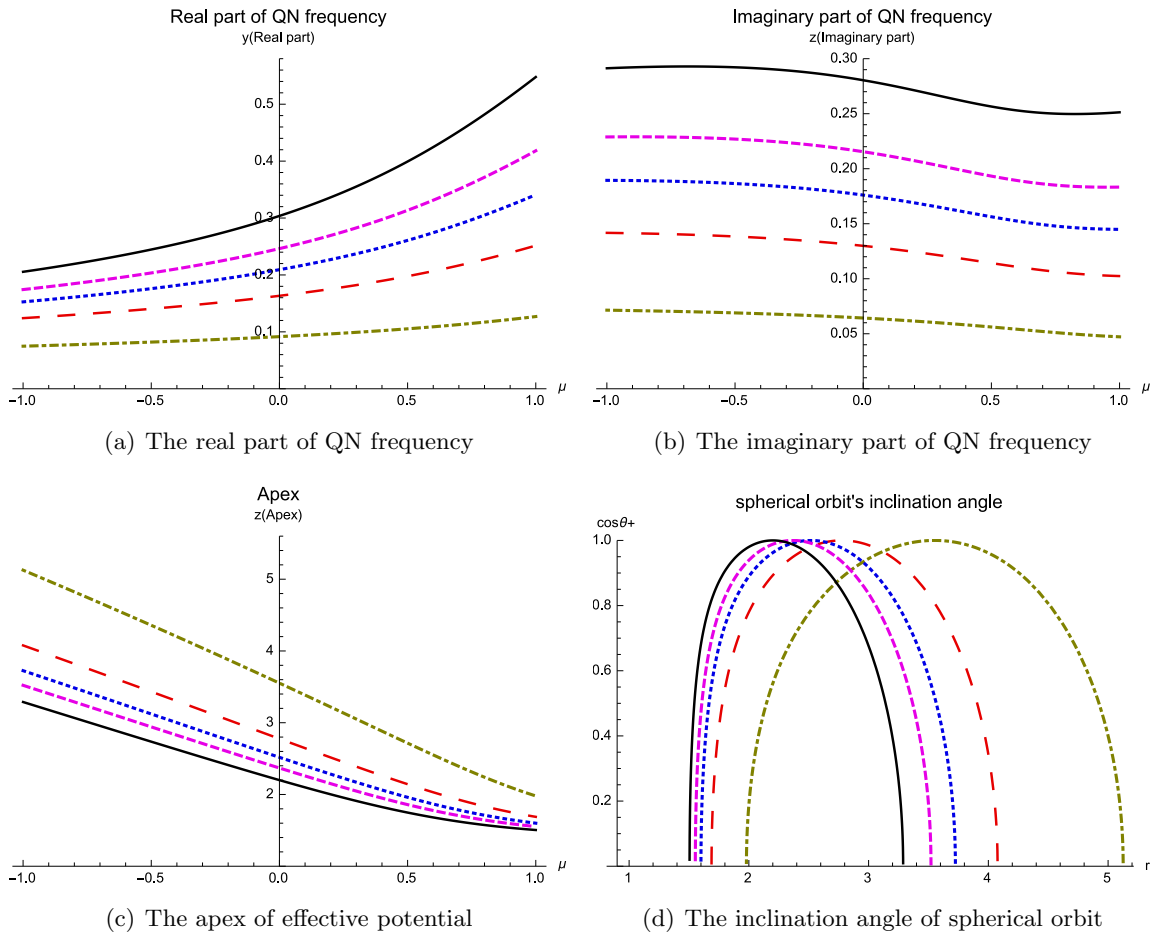 Real part of QN frequency
y(Real part)
0.5
0.4
0.3
0.2
0.1
-1.0 -0.5 0.0 0.5 1.0 μ
(a) The real part of QN frequency
Imaginary part of QN frequency
z(Imaginary part)
0.30
0.25
0.20
0.15
0.10
0.05
-1.0 -0.5 0.0 0.5 1.0 μ
(b) The imaginary part of QN frequency
Apex
z(Apex)
5
4
3
2
-1.0 -0.5 0.0 0.5 1.0 μ
(c) The apex of effective potential
spherical orbit's inclination angle
cosθ+
1.0
0.8
0.6
0.4
0.2
1 2 3 4 5 r
(d) The inclination angle of spherical orbit